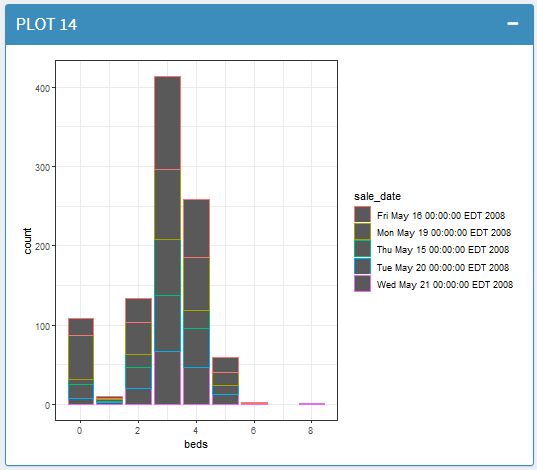 PLOT 14
400
300
200
100
0
count
0
2
4
6
8
beds
sale_date
Fri May 16 00:00:00 EDT 2008
Mon May 19 00:00:00 EDT 2008
Thu May 15 00:00:00 EDT 2008
Tue May 20 00:00:00 EDT 2008
Wed May 21 00:00:00 EDT 2008